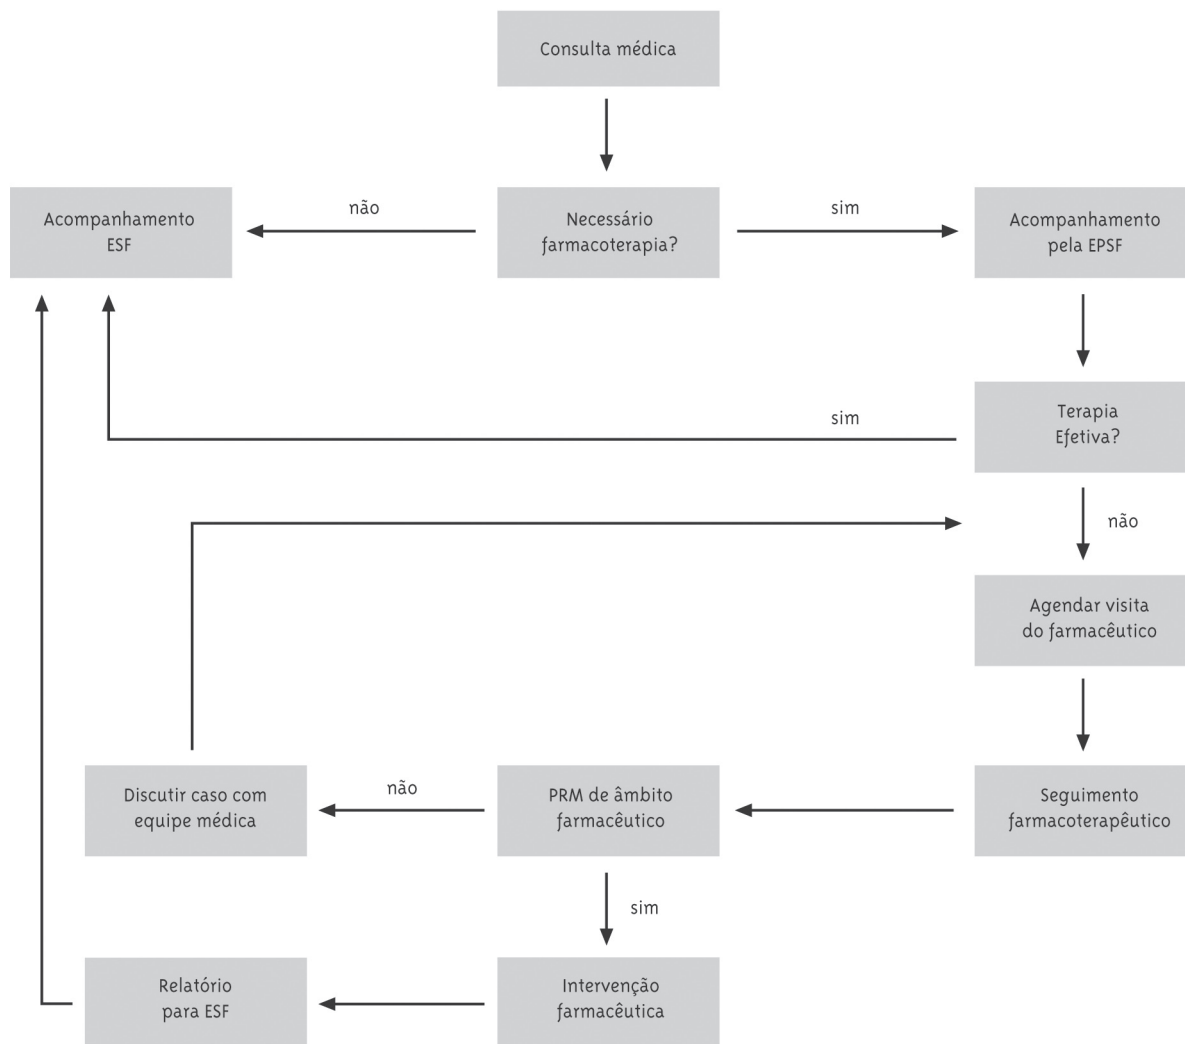 Consulta médica
não
sim
Acompanhamento
ESF
Necessário
farmacoterapia?
Acompanhamento
pela EPSF
sim
Terapia
Efetiva?
não
Agendar visita
do farmacêutico
Discutir caso com
equipe médica
não
PRM de âmbito
farmacêutico
Seguimento
farmacoterapêutico
sim
Relatório
para ESF
Intervenção
farmacêutica